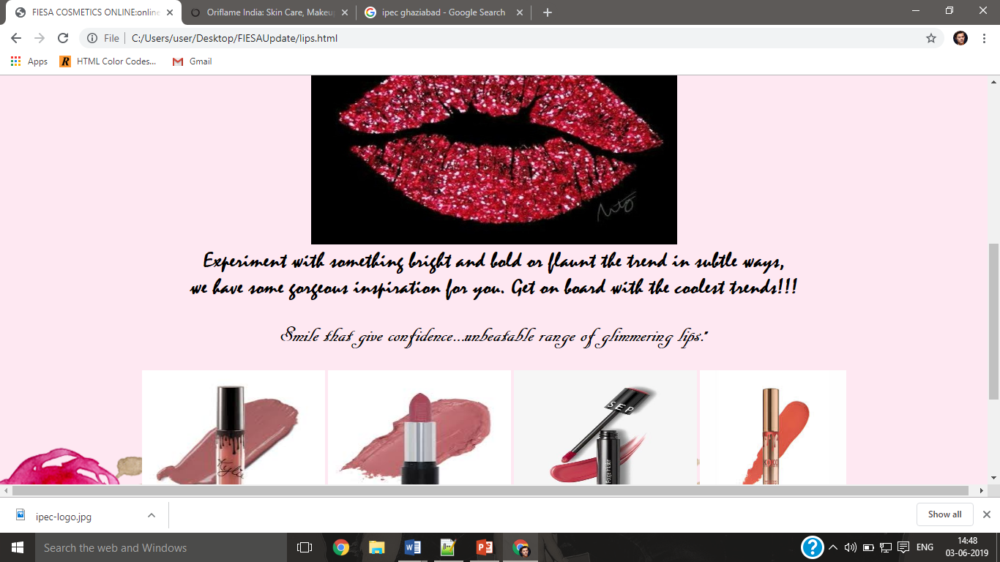 FIESA COSMETICS ONLINE:online
Oriflame India: Skin Care, Makeup
ipec ghaziabad - Google Search
File
C:/Users/user/Desktop/FIESAUpdate/lips.html
Apps
HTML Color Codes...
Gmail
Experiment with something bright and bold or flaunt the trend in subtle ways,
we have some gorgeous inspiration for you. Get on board with the coolest trends!!!
Smile that give confidence...unbeatable range of glimmering lips."
SEP
Kylie
KOKO
ipec-logo.jpg
Show all
Search the web and Windows
ENG
14:48
03-06-2019